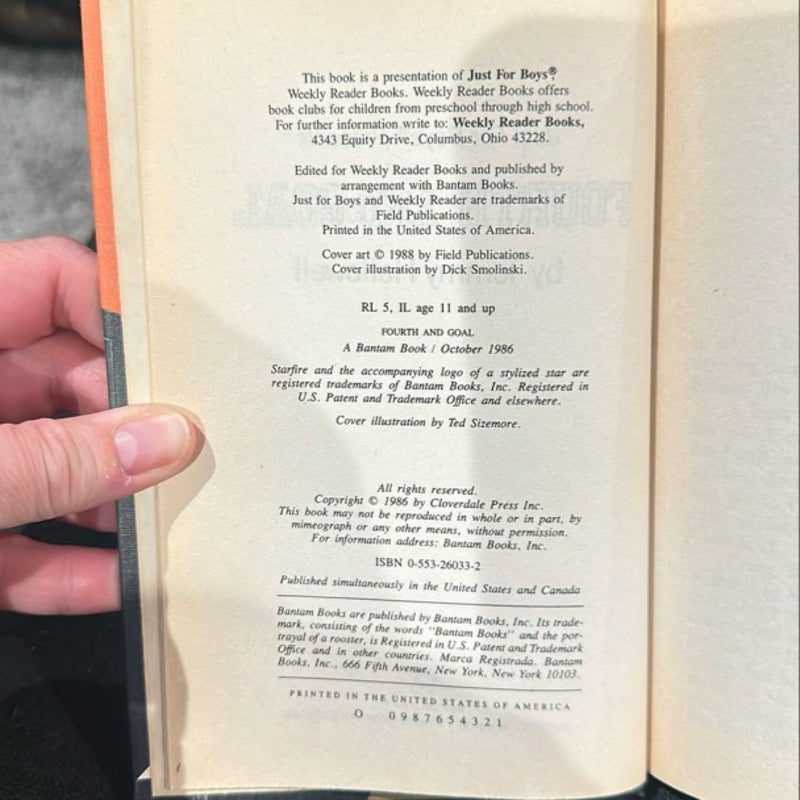 This book is a presentation of Just For Boys®,
Weekly Reader Books. Weekly Reader Books offers
book clubs for children from preschool through high school.
For further information write to: Weekly Reader Books,
4343 Equity Drive, Columbus, Ohio 43228.
Edited for Weekly Reader Books and published by
arrangement with Bantam Books.
Just for Boys and Weekly Reader are trademarks of
Field Publications.
Printed in the United States of America.
Cover art © 1988 by Field Publications.
Cover illustration by Dick Smolinski.
RL 5, IL age 11 and up
FOURTH AND GOAL
A Bantam Book / October 1986
Starfire and the accompanying logo of a stylized star are
registered trademarks of Bantam Books, Inc. Registered in
U.S. Patent and Trademark Office and elsewhere.
Cover illustration by Ted Sizemore.
All rights reserved.
Copyright © 1986 by Cloverdale Press Inc.
This book may not be reproduced in whole or in part, by
mimeograph or any other means, without permission.
For information address: Bantam Books, Inc.
ISBN 0-553-26033-2
Published simultaneously in the United States and Canada
Bantam Books are published by Bantam Books, Inc. Its trade-
mark, consisting of the words "Bantam Books" and the por-
trayal of a rooster, is Registered in U.S. Patent and Trademark
Office and in other countries. Marca Registrada. Bantam
Books, Inc., 666 Fifth Avenue, New York, New York 10103.
PRINTED IN THE UNITED STATES OF AMERICA
O 0 9 8 7 6 5 4 3 2 1